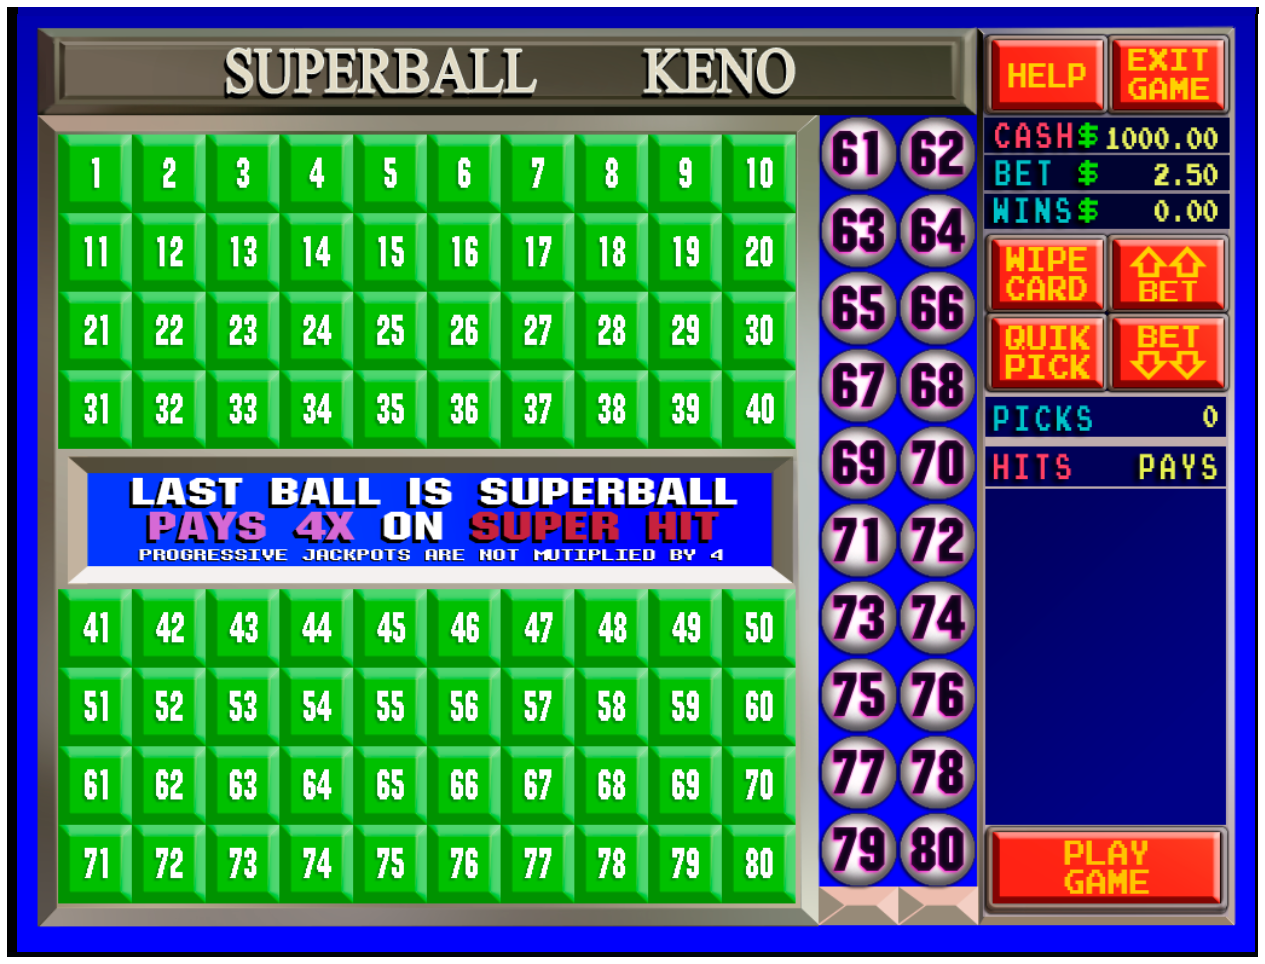 SUPERBALL KENO
1 2 3 4 5 6 7 8 9 10
11 12 13 14 15 16 17 18 19 20
21 22 23 24 25 26 27 28 29 30
31 32 33 34 35 36 37 38 39 40
LAST BALL IS SUPERBALL
PAYS 4X ON SUPER HIT
PROGRESSIVE JACKPOTS ARE NOT MUTIPLIED BY 4
41 42 43 44 45 46 47 48 49 50
51 52 53 54 55 56 57 58 59 60
61 62 63 64 65 66 67 68 69 70
71 72 73 74 75 76 77 78 79 80
61 62
63 64
65 66
67 68
69 70
71 72
73 74
75 76
77 78
79 80
HELP
EXIT
GAME
CASH$ 1000.00
BET $ 2.50
WINS$ 0.00
WIPE
CARD
BET
QUIK
PICK
BET
PICKS 0
HITS PAYS
PLAY
GAME